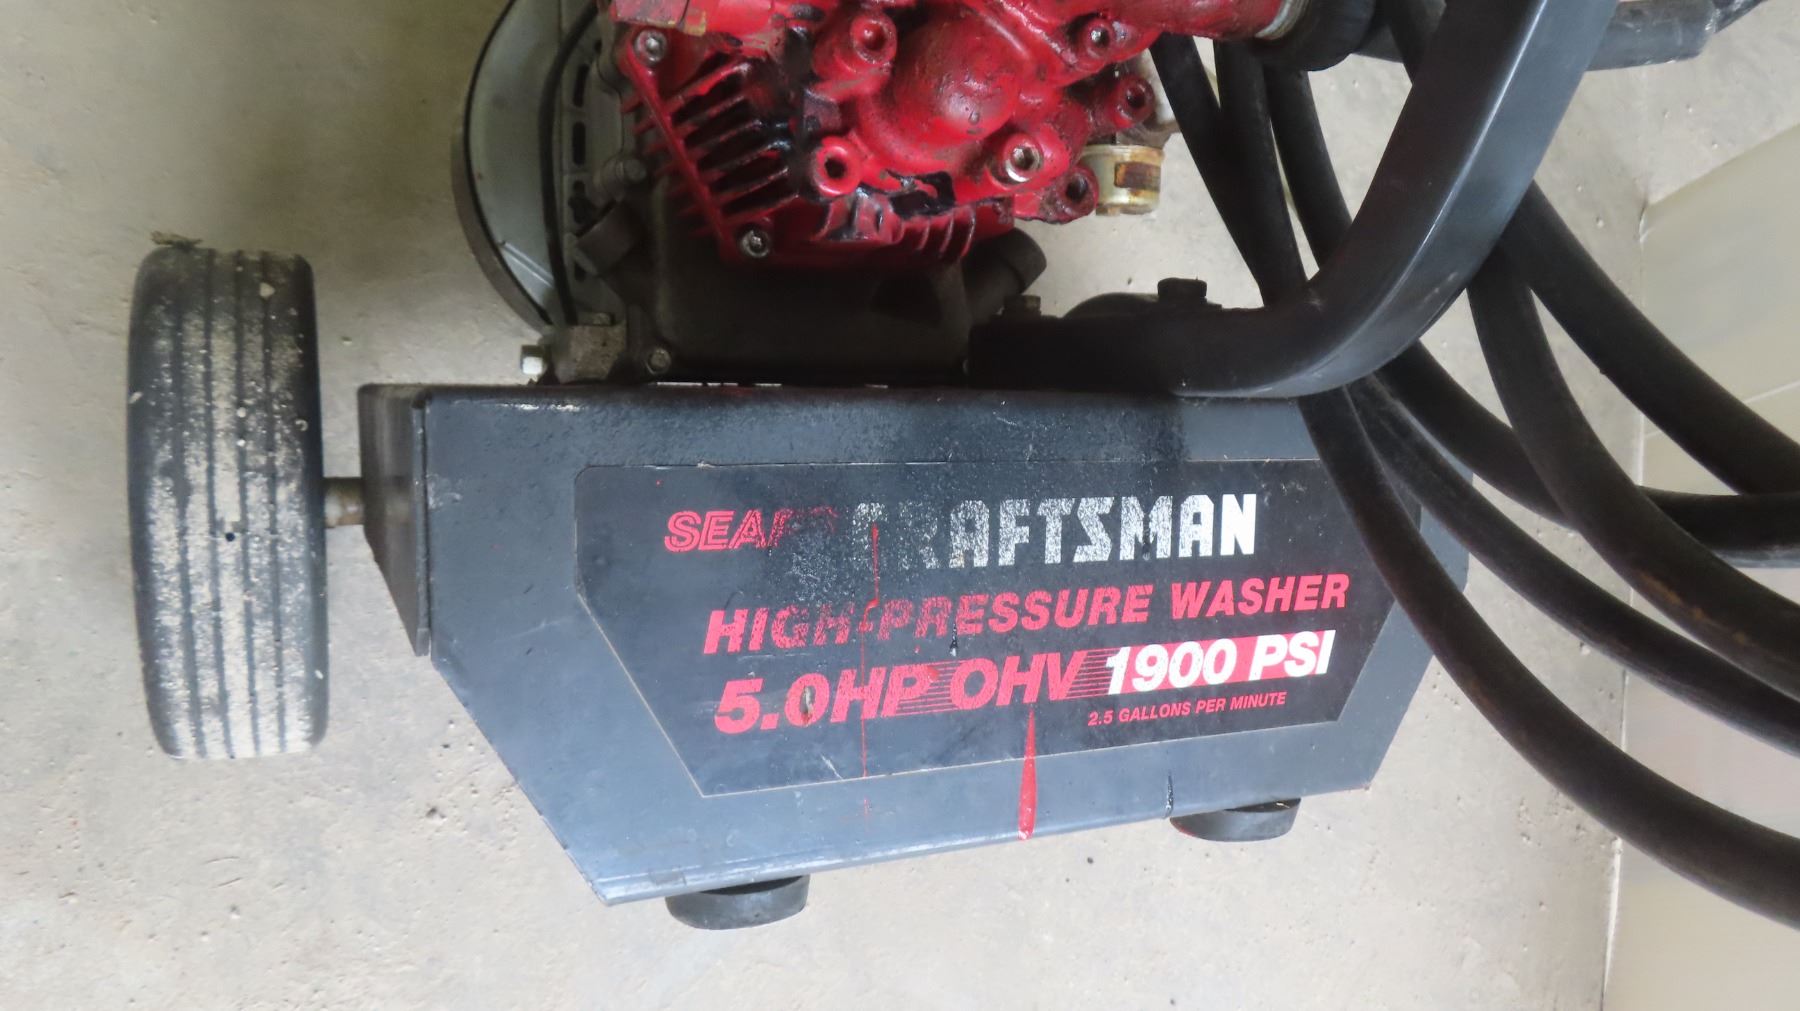 SEARS CRAFTSMAN
HIGH-PRESSURE WASHER
5.0HP OHV 1900 PSI
2.5 GALLONS PER MINUTE